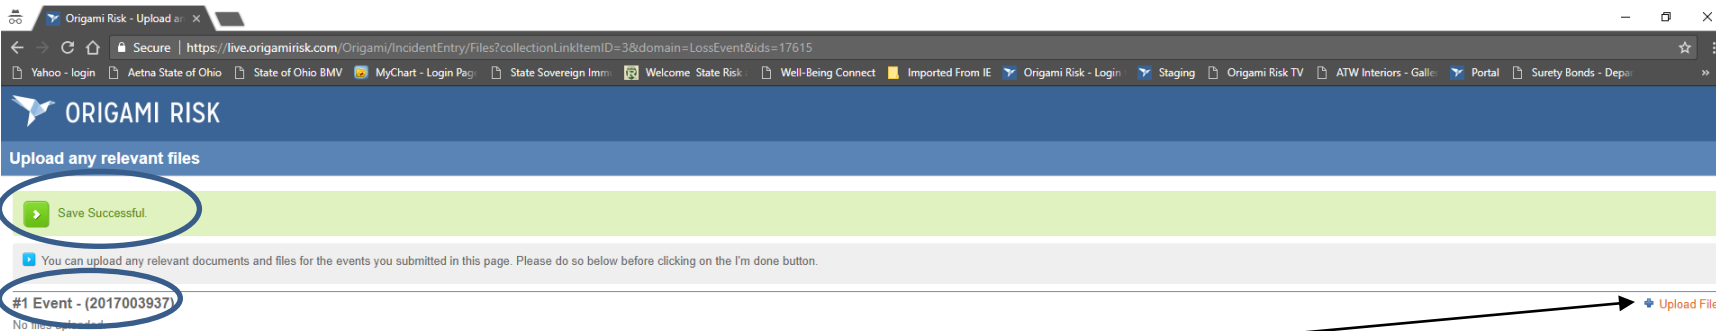 Origami Risk - Upload a
Secure | https://live.origamirisk.com/Origami/IncidentEntry/Files?collectionLinkItemID=3&domain=LossEvent&ids=17615
Yahoo - login Aetna State of Ohio State of Ohio BMV MyChart - Login Pag State Sovereign Imm Welcome State Risk Well-Being Connect Imported From IE Origami Risk - Login Staging Origami Risk TV ATW Interiors - Galle Portal Surety Bonds - Depar »
ORIGAMI RISK
Upload any relevant files
Save Successful.
You can upload any relevant documents and files for the events you submitted in this page. Please do so below before clicking on the I'm done button.
#1 Event - (2017003937) Upload File
No files uploaded